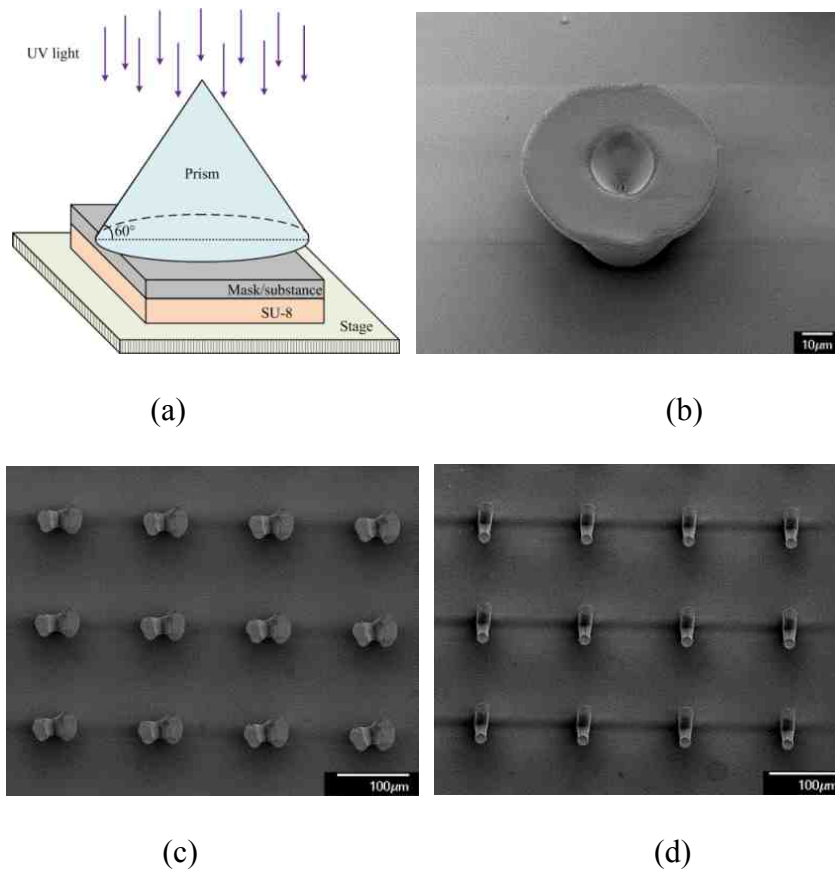 UV light
Prism
60°
Mask/substance
SU-8
Stage
10μm
(a)
(b)
100μm
100μm
(c)
(d)